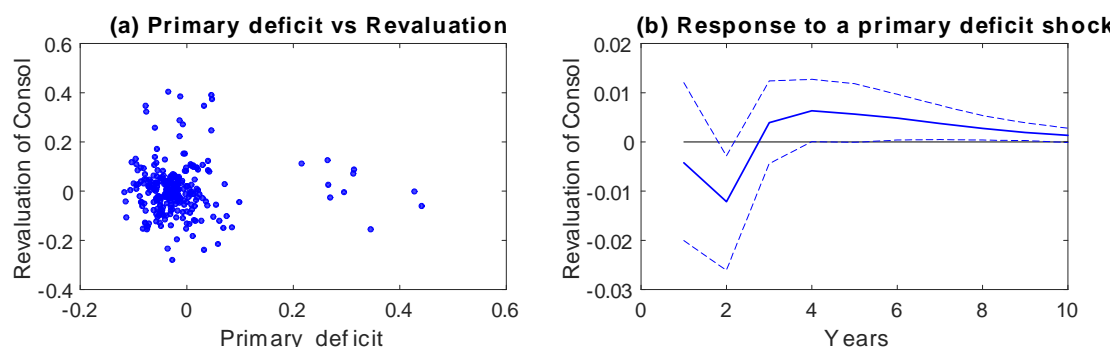 (a) Primary deficit vs Revaluation
0.6
0.4
0.2
0
-0.2
-0.4
Revaluation of Consol
-0.2 0 0.2 0.4 0.6
Primary deficit
(b) Response to a primary deficit shock
0.02
0.01
0
-0.01
-0.02
-0.03
Revaluation of Consol
0 2 4 6 8 10
Years